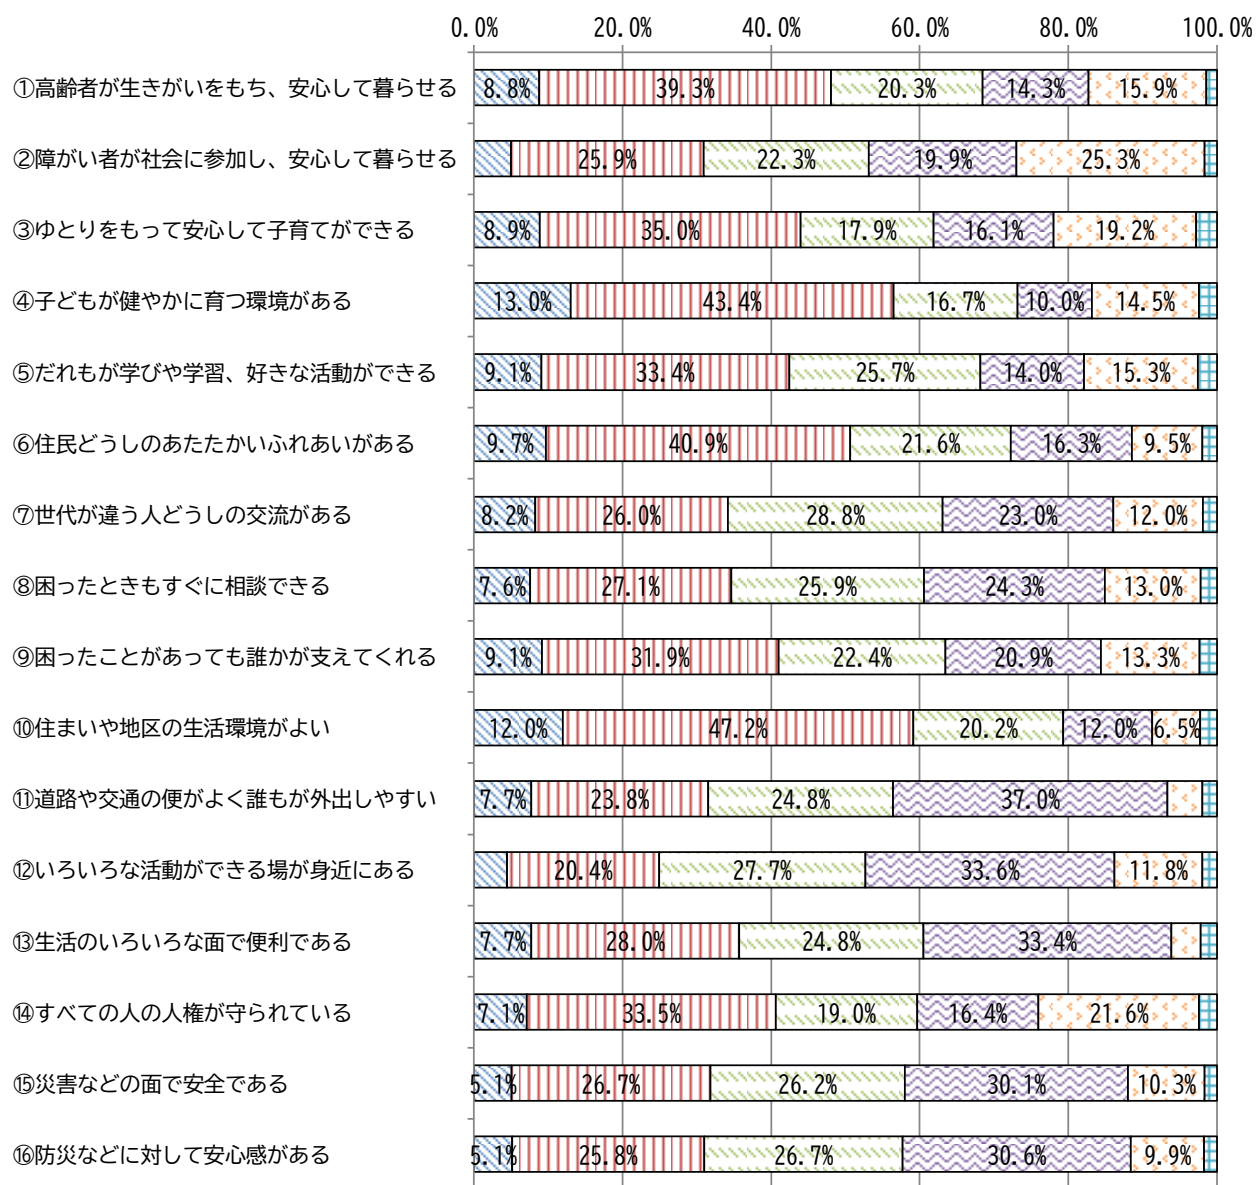 0.0% 20.0% 40.0% 60.0% 80.0% 100.0%
①高齢者が生きがいをもち、安心して暮らせる 8.8% 39.3% 20.3% 14.3% 15.9%
②障がい者が社会に参加し、安心して暮らせる 25.9% 22.3% 19.9% 25.3%
③ゆとりをもって安心して子育てができる 8.9% 35.0% 17.9% 16.1% 19.2%
④子どもが健やかに育つ環境がある 13.0% 43.4% 16.7% 10.0% 14.5%
⑤だれもが学びや学習、好きな活動ができる 9.1% 33.4% 25.7% 14.0% 15.3%
⑥住民どうしのあたたかいふれあいがある 9.7% 40.9% 21.6% 16.3% 9.5%
⑦世代が違う人どうしの交流がある 8.2% 26.0% 28.8% 23.0% 12.0%
⑧困ったときもすぐに相談できる 7.6% 27.1% 25.9% 24.3% 13.0%
⑨困ったことがあっても誰かが支えてくれる 9.1% 31.9% 22.4% 20.9% 13.3%
⑩住まいや地区の生活環境がよい 12.0% 47.2% 20.2% 12.0% 6.5%
⑪道路や交通の便がよく誰もが外出しやすい 7.7% 23.8% 24.8% 37.0%
⑫いろいろな活動ができる場が身近にある 20.4% 27.7% 33.6% 11.8%
⑬生活のいろいろな面で便利である 7.7% 28.0% 24.8% 33.4%
⑭すべての人の人権が守られている 7.1% 33.5% 19.0% 16.4% 21.6%
⑮災害などの面で安全である 5.1% 26.7% 26.2% 30.1% 10.3%
⑯防災などに対して安心感がある 5.1% 25.8% 26.7% 30.6% 9.9%